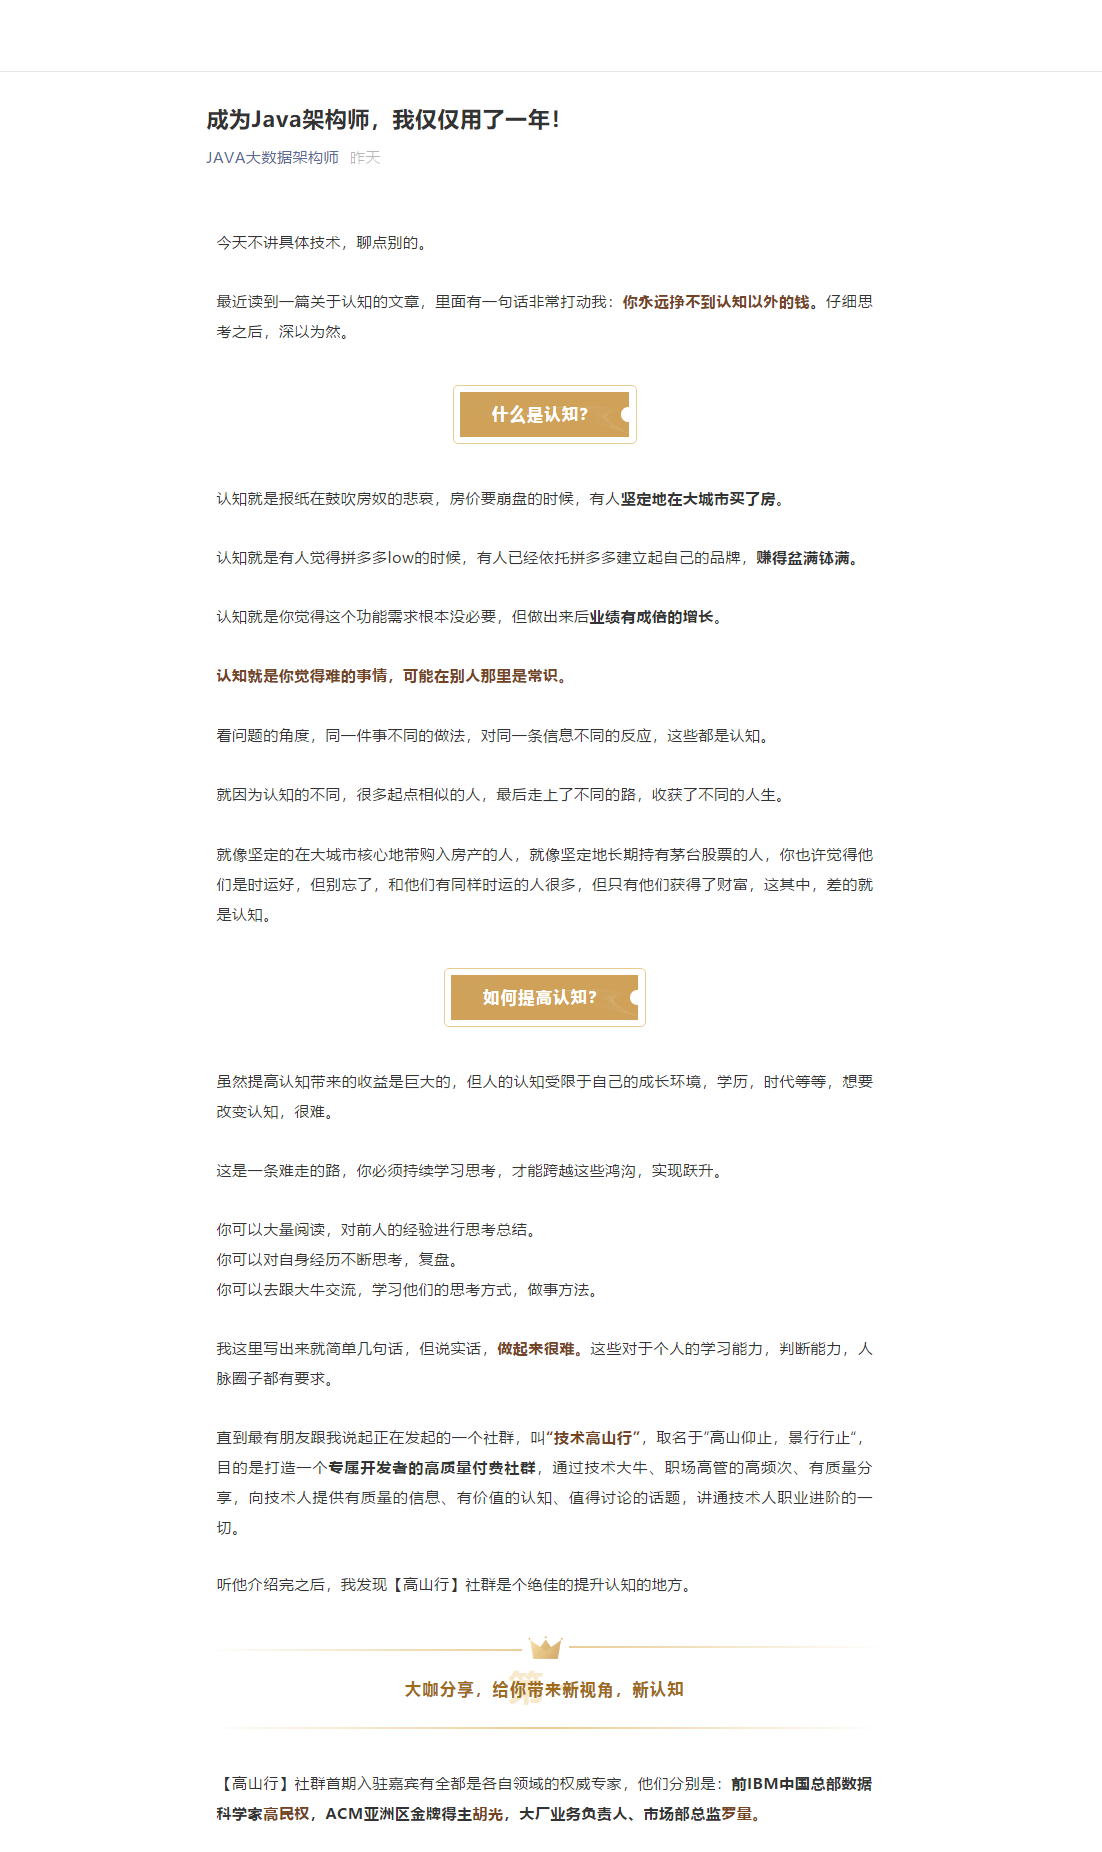 成为Java架构师，我仅仅用了一年！
JAVA大数据架构师 昨天
今天不讲具体技术，聊点别的。
最近读到一篇关于认知的文章，里面有一句话非常打动我：你永远挣不到认知以外的钱。仔细思
考之后，深以为然。
什么是认知？
认知就是报纸在鼓吹房奴的悲哀，房价要崩盘的时候，有人坚定地在大城市买了房。
认知就是有人觉得拼多多low的时候，有人已经依托拼多多建立起自己的品牌，赚得盆满钵满。
认知就是你觉得这个功能需求根本没必要，但做出来后业绩有成倍的增长。
认知就是你觉得难的事情，可能在别人那里是常识。
看问题的角度，同一件事不同的做法，对同一条信息不同的反应，这些都是认知。
就因为认知的不同，很多起点相似的人，最后走上了不同的路，收获了不同的人生。
就像坚定的在大城市核心地带购入房产的人，就像坚定地长期持有茅台股票的人，你也许觉得他
们是时运好，但别忘了，和他们有同样时运的人很多，但只有他们获得了财富，这其中，差的就
是认知。
如何提高认知？
虽然提高认知带来的收益是巨大的，但人的认知受限于自己的成长环境，学历，时代等等，想要
改变认知，很难。
这是一条难走的路，你必须持续学习思考，才能跨越这些鸿沟，实现跃升。
你可以大量阅读，对前人的经验进行思考总结。
你可以对自身经历不断思考，复盘。
你可以去跟大牛交流，学习他们的思考方式，做事方法。
我这里写出来就简单几句话，但说实话，做起来很难。这些对于个人的学习能力，判断能力，人
脉圈子都有要求。
直到最有朋友跟我说起正在发起的一个社群，叫“技术高山行”，取名于“高山仰止，景行行止“，
目的是打造一个专属开发者的高质量付费社群，通过技术大牛、职场高管的高频次、有质量分
享，向技术人提供有质量的信息、有价值的认知、值得讨论的话题，讲通技术人职业进阶的一
切。
听他介绍完之后，我发现【高山行】社群是个绝佳的提升认知的地方。
第
大咖分享，给你带来新视角，新认知
【高山行】社群首期入驻嘉宾有全都是各自领域的权威专家，他们分别是：前IBM中国总部数据
科学家高民权，ACM亚洲区金牌得主胡光，大厂业务负责人、市场部总监罗量。